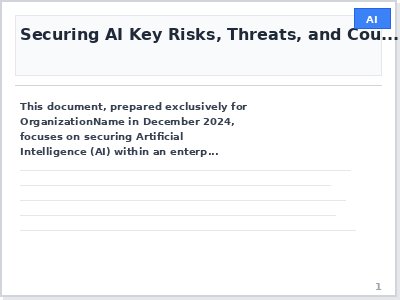 AI
Securing AI Key Risks, Threats, and Cou...
This document, prepared exclusively for
OrganizationName in December 2024,
focuses on securing Artificial
Intelligence (AI) within an enterp...
1